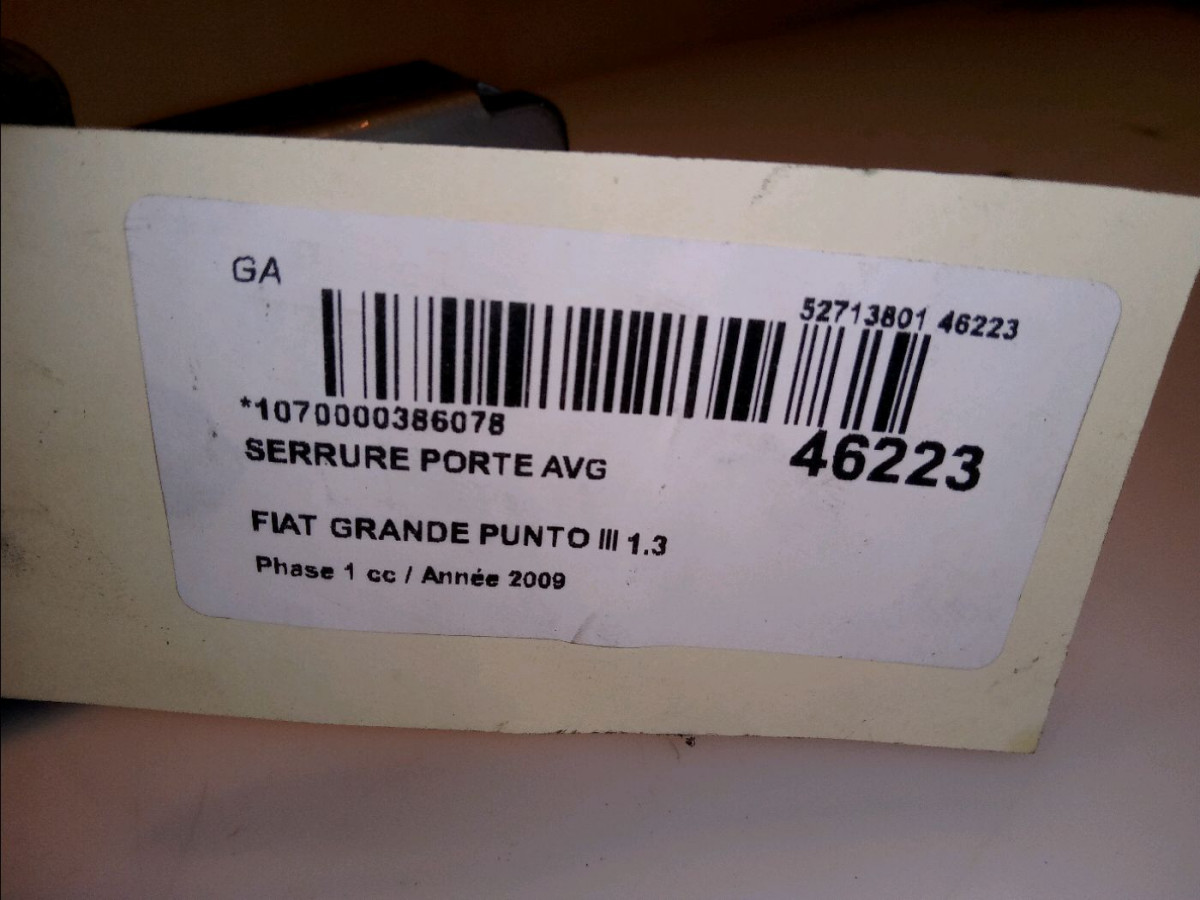 GA
52713801 46223
*1070000386078
46223
SERRURE PORTE AVG
FIAT GRANDE PUNTO III 1.3
Phase 1 cc / Année 2009